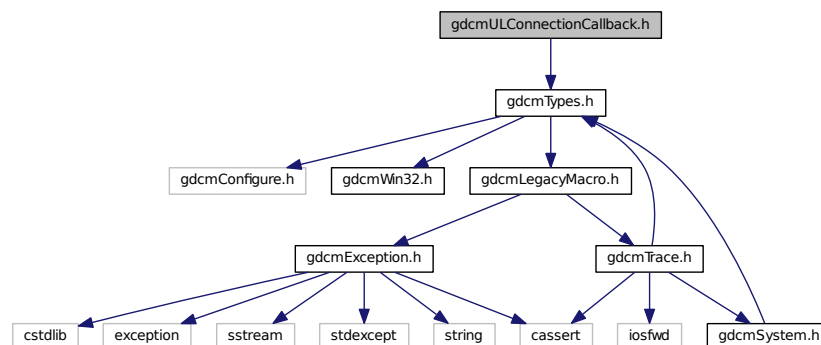 gdcmULConnectionCallback.h
gdcmTypes.h
gdcmConfigure.h
gdcmWin32.h
gdcmLegacyMacro.h
gdcmException.h
gdcmTrace.h
cstdlib
exception
sstream
stdexcept
string
cassert
iosfwd
gdcmSystem.h